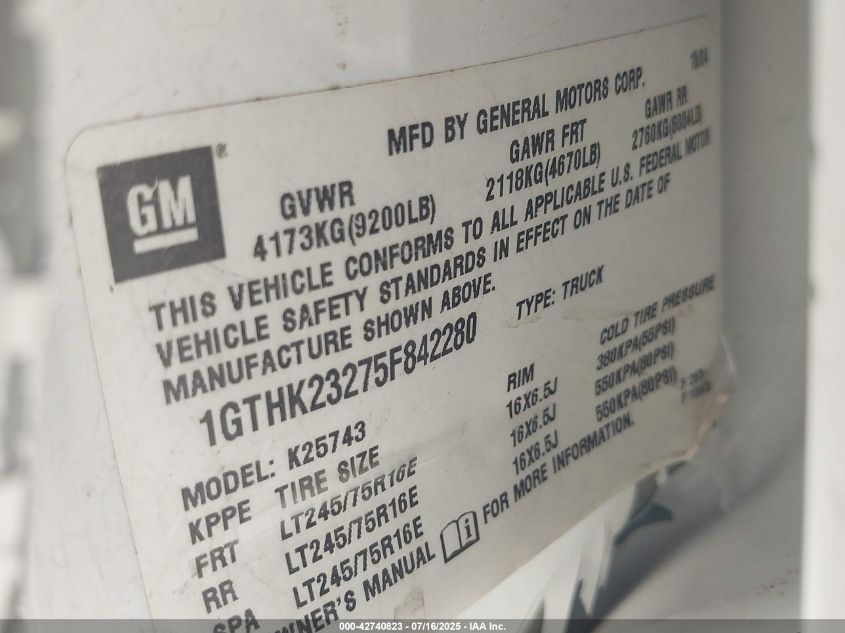 MFD BY GENERAL MOTORS CORP. 10/04
GM®
GVWR GAWR FRT GAWR RR
4173KG(9200LB) 2118KG(4670LB) 2760KG(6084LB)
THIS VEHICLE CONFORMS TO ALL APPLICABLE U.S. FEDERAL MOTOR
VEHICLE SAFETY STANDARDS IN EFFECT ON THE DATE OF
MANUFACTURE SHOWN ABOVE.
1GTHK23275F842280 TYPE: TRUCK
MODEL: K25743
KPPE TIRE SIZE RIM COLD TIRE PRESSURE
FRT LT245/75R16E 16X6.5J 380KPA(55PSI)
RR LT245/75R16E 16X6.5J 550KPA(80PSI)
SPA LT245/75R16E 16X6.5J 550KPA(80PSI)
NER'S MANUAL FOR MORE INFORMATION.
000-42740823 - 07/16/2025 - IAA Inc.